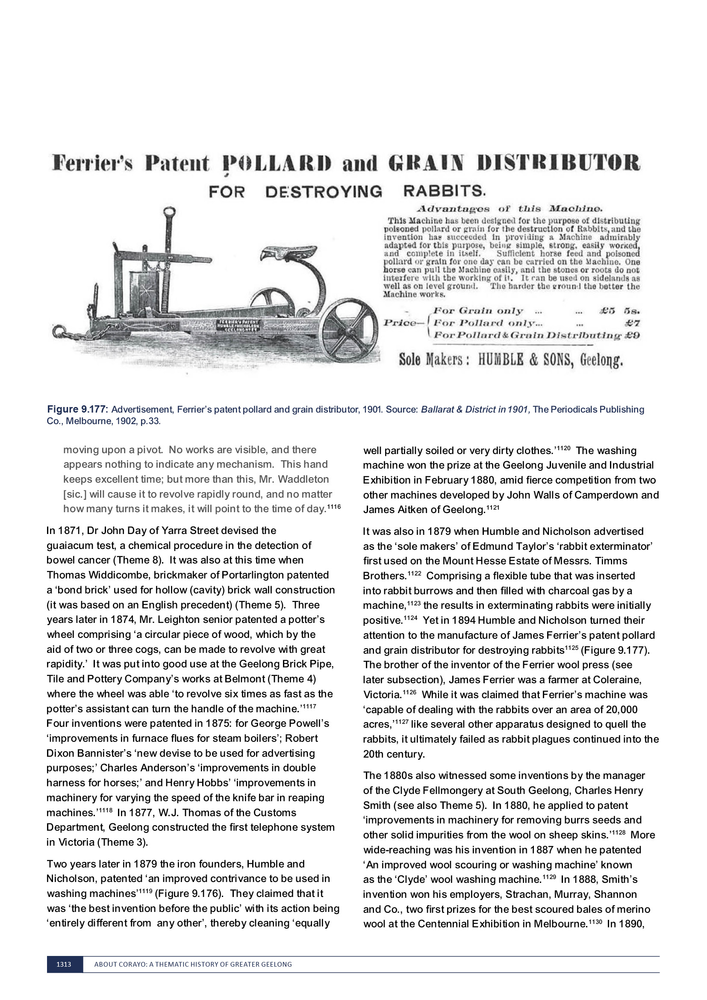 Ferrier's Patent POLLARD and GRAIN DISTRIBUTOR
FOR DESTROYING RABBITS.
Advantages of this Machine.
This Machine has been designed for the purpose of distributing
poisoned pollard or grain for the destruction of Rabbits, and the
invention has succeeded in providing a Machine admirably
adapted for this purpose, being simple, strong, easily worked,
and complete in itself. Sufficient horse feed and poisoned
pollard or grain for one day can be carried on the Machine. One
horse can pull the Machine easily, and the stones or roots do not
interfere with the working of it. It can be used on sidelands as
well as on level ground. The harder the ground the better the
Machine works.
For Grain only ... ... £5 5s.
Price— For Pollard only... ... £7
For Pollard & Grain Distributing £9
Sole Makers: HUMBLE & SONS, Geelong.
FERRIER'S PATENT
HUMBLE & NICHOLSON
GEELONG
Figure 9.177: Advertisement, Ferrier’s patent pollard and grain distributor, 1901. Source: Ballarat & District in 1901, The Periodicals Publishing
Co., Melbourne, 1902, p.33.
moving upon a pivot. No works are visible, and there
appears nothing to indicate any mechanism. This hand
keeps excellent time; but more than this, Mr. Waddleton
[sic.] will cause it to revolve rapidly round, and no matter
how many turns it makes, it will point to the time of day.1116
In 1871, Dr John Day of Yarra Street devised the
guaiacum test, a chemical procedure in the detection of
bowel cancer (Theme 8). It was also at this time when
Thomas Widdicombe, brickmaker of Portarlington patented
a ‘bond brick’ used for hollow (cavity) brick wall construction
(it was based on an English precedent) (Theme 5). Three
years later in 1874, Mr. Leighton senior patented a potter’s
wheel comprising ‘a circular piece of wood, which by the
aid of two or three cogs, can be made to revolve with great
rapidity.’ It was put into good use at the Geelong Brick Pipe,
Tile and Pottery Company’s works at Belmont (Theme 4)
where the wheel was able ‘to revolve six times as fast as the
potter’s assistant can turn the handle of the machine.’1117
Four inventions were patented in 1875: for George Powell’s
‘improvements in furnace flues for steam boilers’; Robert
Dixon Bannister’s ‘new devise to be used for advertising
purposes;’ Charles Anderson’s ‘improvements in double
harness for horses;’ and Henry Hobbs’ ‘improvements in
machinery for varying the speed of the knife bar in reaping
machines.’1118 In 1877, W.J. Thomas of the Customs
Department, Geelong constructed the first telephone system
in Victoria (Theme 3).
Two years later in 1879 the iron founders, Humble and
Nicholson, patented ‘an improved contrivance to be used in
washing machines’1119 (Figure 9.176). They claimed that it
was ‘the best invention before the public’ with its action being
‘entirely different from any other’, thereby cleaning ‘equally
well partially soiled or very dirty clothes.’1120 The washing
machine won the prize at the Geelong Juvenile and Industrial
Exhibition in February 1880, amid fierce competition from two
other machines developed by John Walls of Camperdown and
James Aitken of Geelong.1121
It was also in 1879 when Humble and Nicholson advertised
as the ‘sole makers’ of Edmund Taylor’s ‘rabbit exterminator’
first used on the Mount Hesse Estate of Messrs. Timms
Brothers.1122 Comprising a flexible tube that was inserted
into rabbit burrows and then filled with charcoal gas by a
machine,1123 the results in exterminating rabbits were initially
positive.1124 Yet in 1894 Humble and Nicholson turned their
attention to the manufacture of James Ferrier’s patent pollard
and grain distributor for destroying rabbits1125 (Figure 9.177).
The brother of the inventor of the Ferrier wool press (see
later subsection), James Ferrier was a farmer at Coleraine,
Victoria.1126 While it was claimed that Ferrier’s machine was
‘capable of dealing with the rabbits over an area of 20,000
acres,’1127 like several other apparatus designed to quell the
rabbits, it ultimately failed as rabbit plagues continued into the
20th century.
The 1880s also witnessed some inventions by the manager
of the Clyde Fellmongery at South Geelong, Charles Henry
Smith (see also Theme 5). In 1880, he applied to patent
‘improvements in machinery for removing burrs seeds and
other solid impurities from the wool on sheep skins.’1128 More
wide-reaching was his invention in 1887 when he patented
‘An improved wool scouring or washing machine’ known
as the ‘Clyde’ wool washing machine.1129 In 1888, Smith’s
invention won his employers, Strachan, Murray, Shannon
and Co., two first prizes for the best scoured bales of merino
wool at the Centennial Exhibition in Melbourne.1130 In 1890,
1313 ABOUT CORAYO: A THEMATIC HISTORY OF GREATER GEELONG